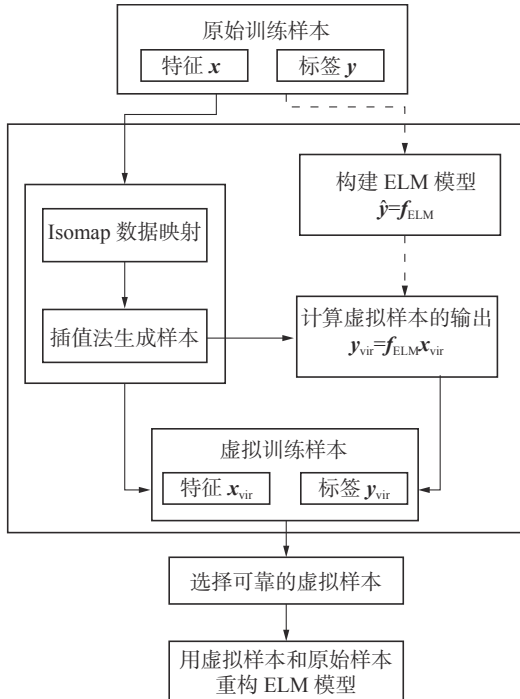 原始训练样本
特征 x
标签 y
构建 ELM 模型
ŷ=f_ELM
Isomap 数据映射
插值法生成样本
计算虚拟样本的输出
y_vir=f_ELM x_vir
虚拟训练样本
特征 x_vir
标签 y_vir
选择可靠的虚拟样本
用虚拟样本和原始样本
重构 ELM 模型